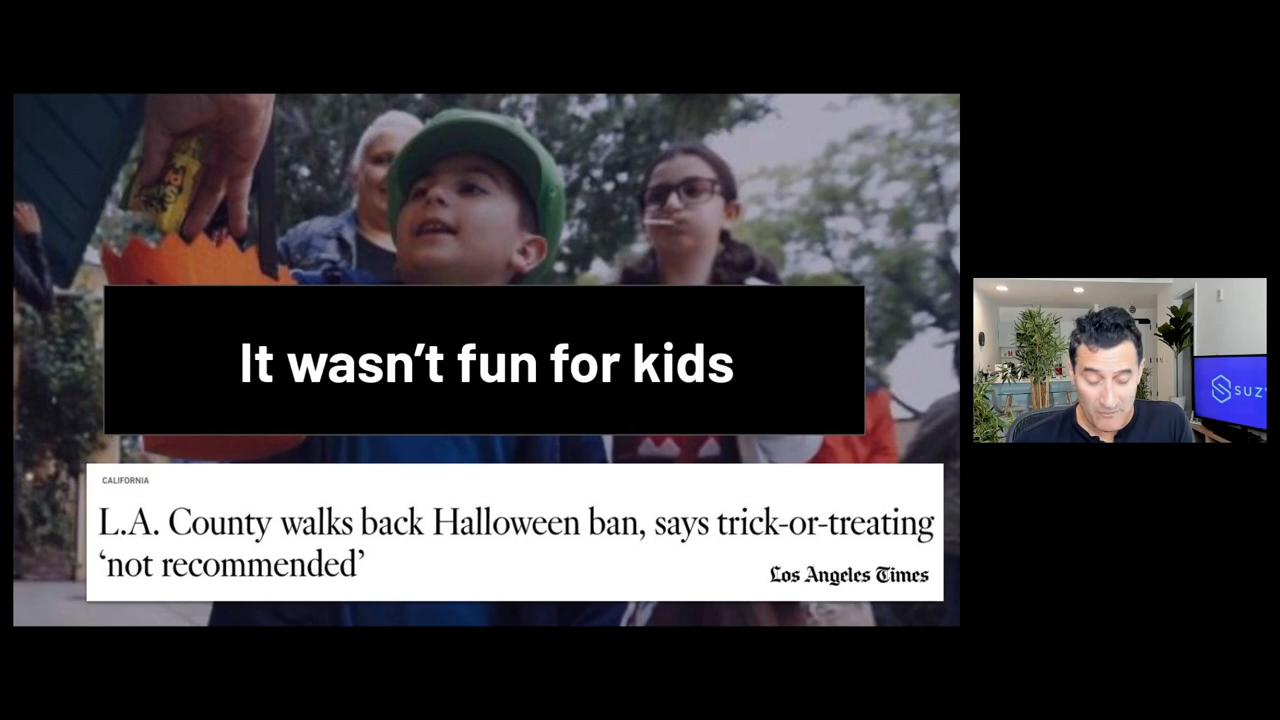 It wasn’t fun for kids
CALIFORNIA
L.A. County walks back Halloween ban, says trick-or-treating
‘not recommended’
Los Angeles Times
SUZY